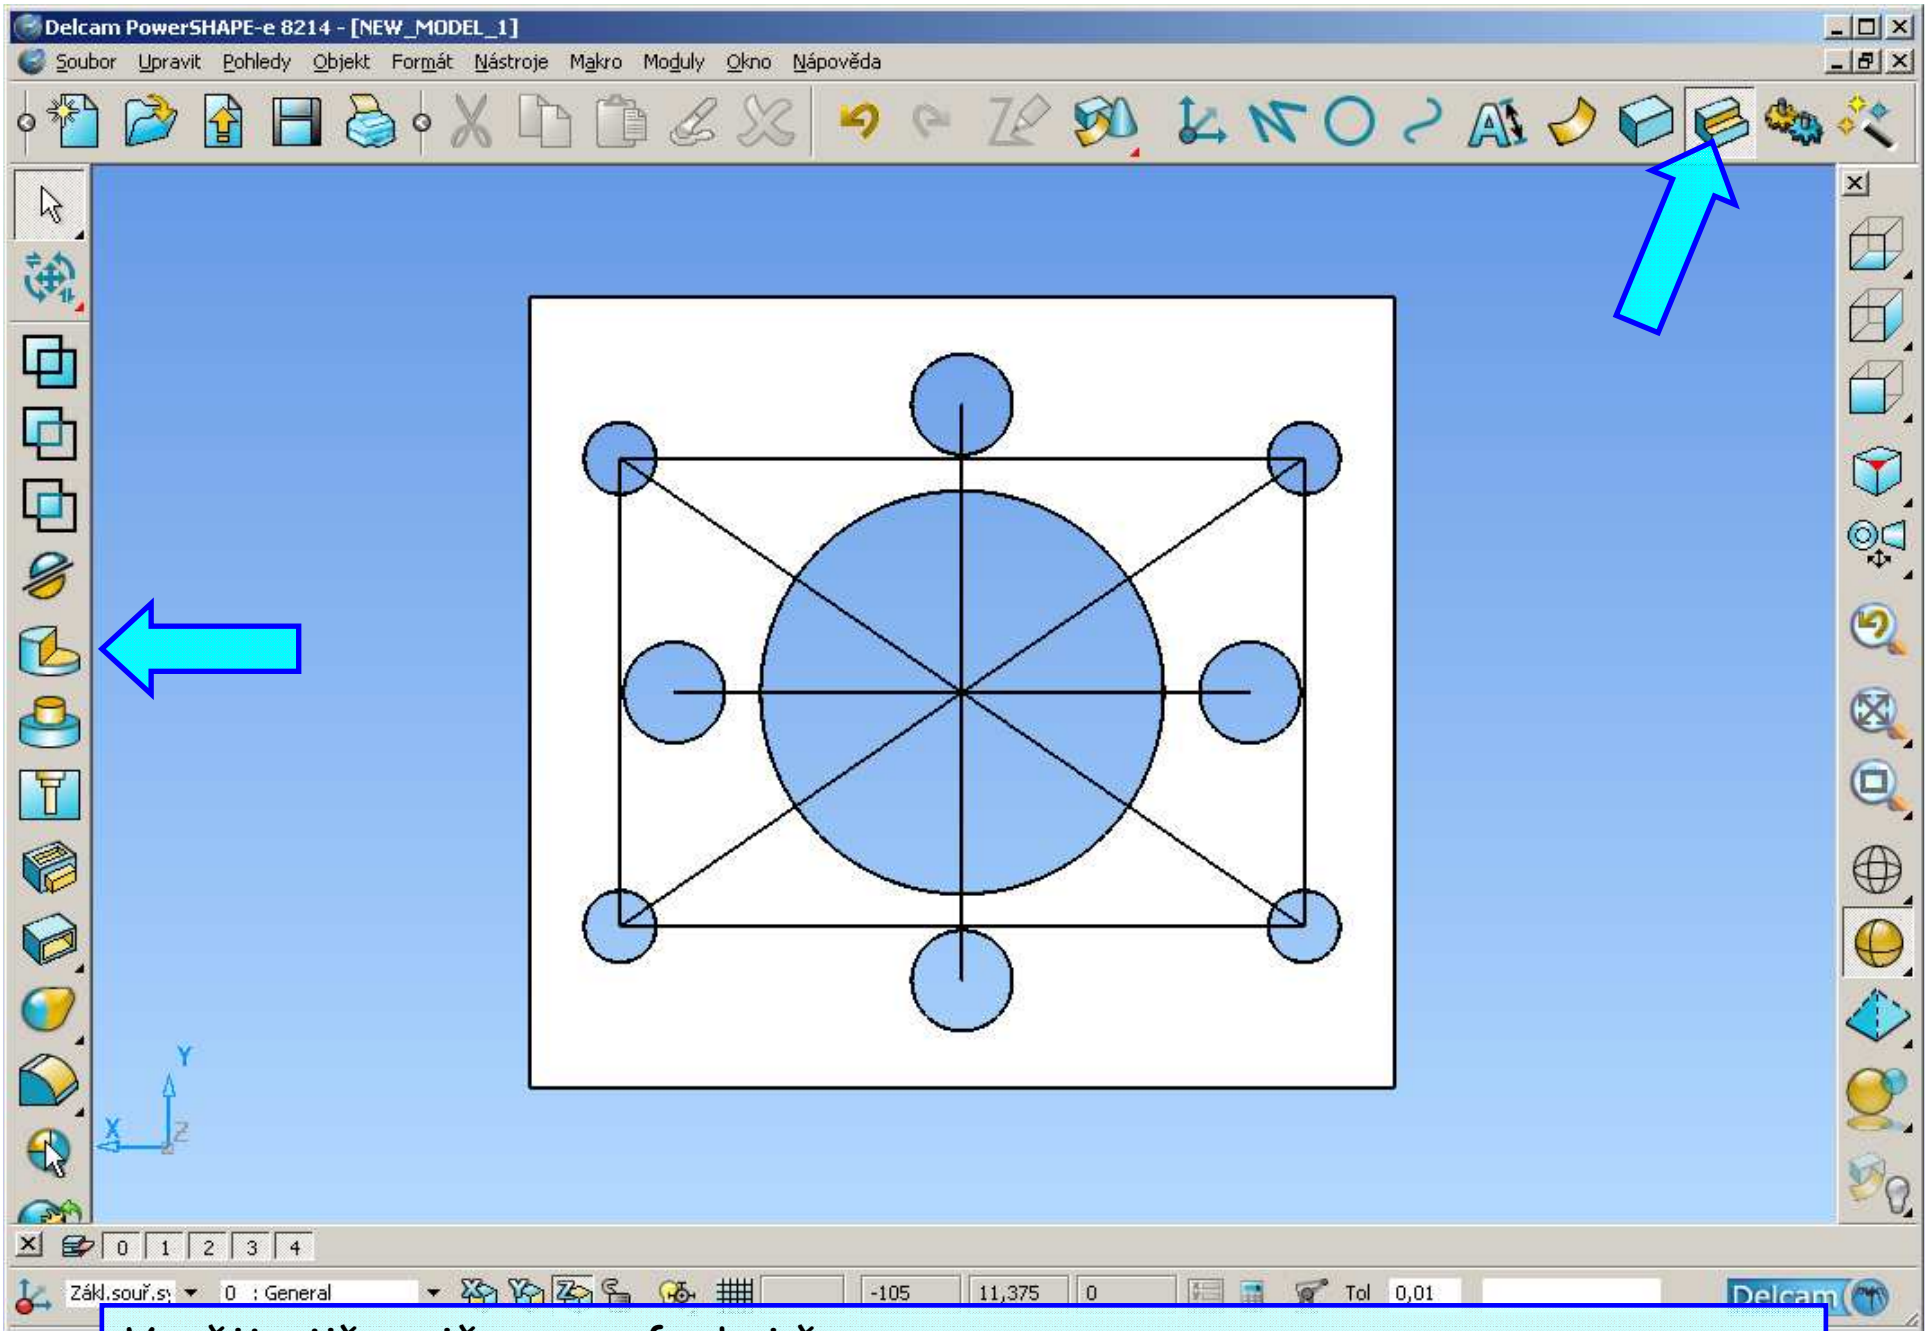 Delcam PowerSHAPE-e 8214 - [NEW_MODEL_1]
Soubor Upravit Pohledy Objekt Formát Nástroje Makro Moduly Okno Nápověda
Y
X
Z
0 1 2 3 4
Zákl.souř.sy 0 : General -105 11,375 0 Tol 0,01 Delcam